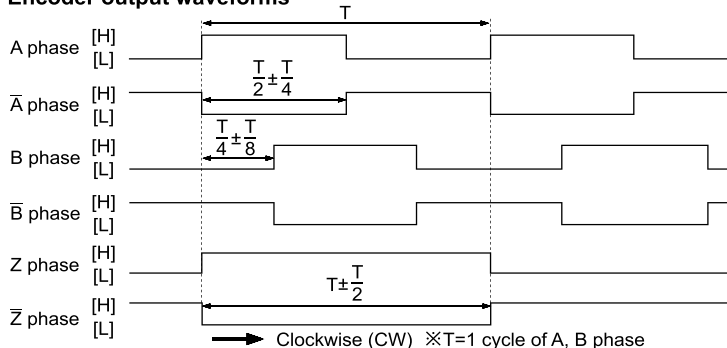 Encoder output waveforms
T
A phase [H]
[L]
T/2 ± T/4
A̅ phase [H]
[L]
T/4 ± T/8
B phase [H]
[L]
B̅ phase [H]
[L]
Z phase [H]
[L]
T± T/2
Z̅ phase [H]
[L]
Clockwise (CW) ※T=1 cycle of A, B phase